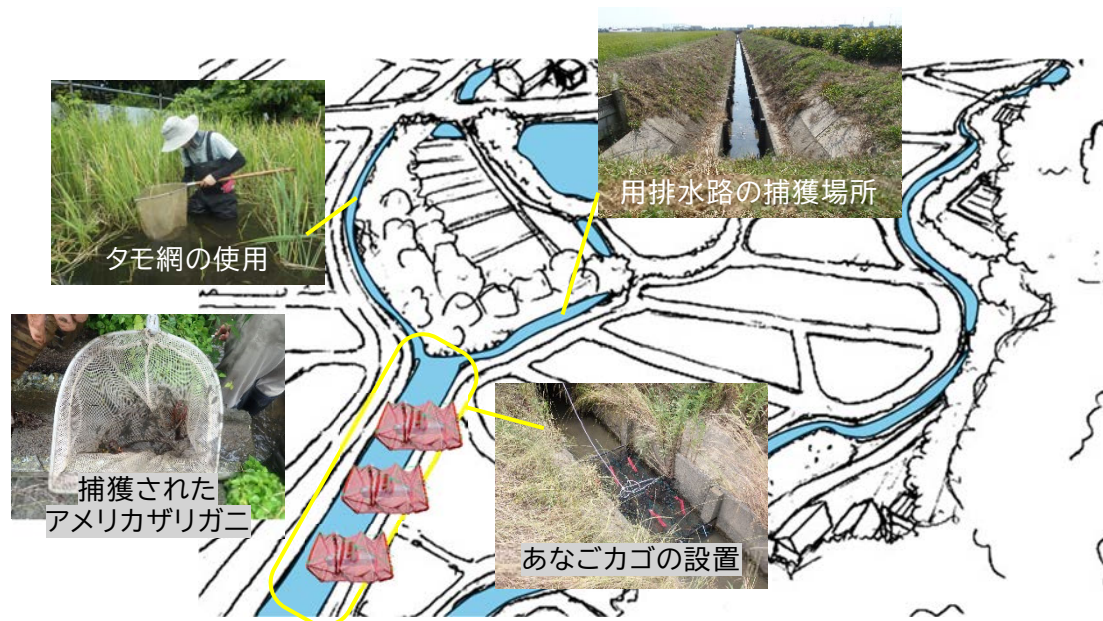 用排水路の捕獲場所
タモ網の使用
捕獲された
アメリカザリガニ
あなごカゴの設置